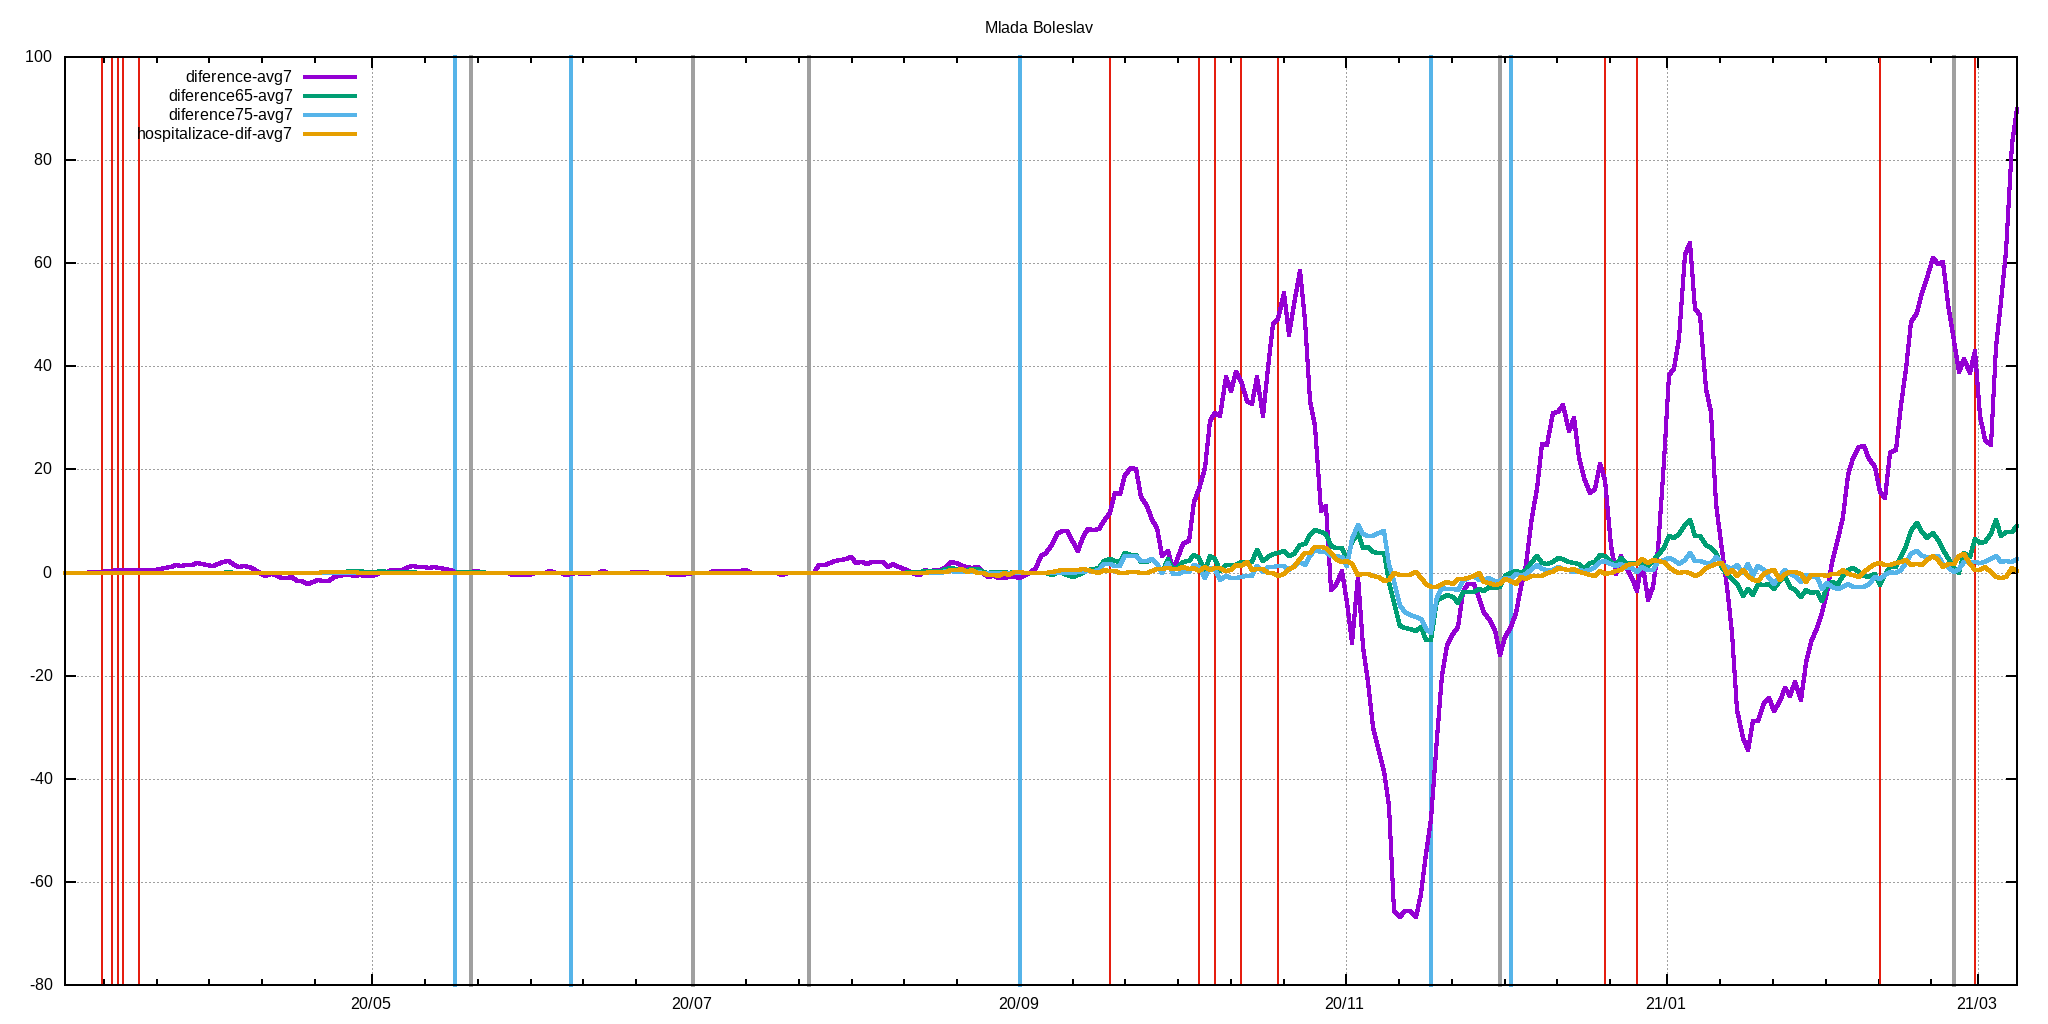 Mlada Boleslav
diference-avg7
diference65-avg7
diference75-avg7
hospitalizace-dif-avg7
100
80
60
40
20
0
-20
-40
-60
-80
20/05 20/07 20/09 20/11 21/01 21/03